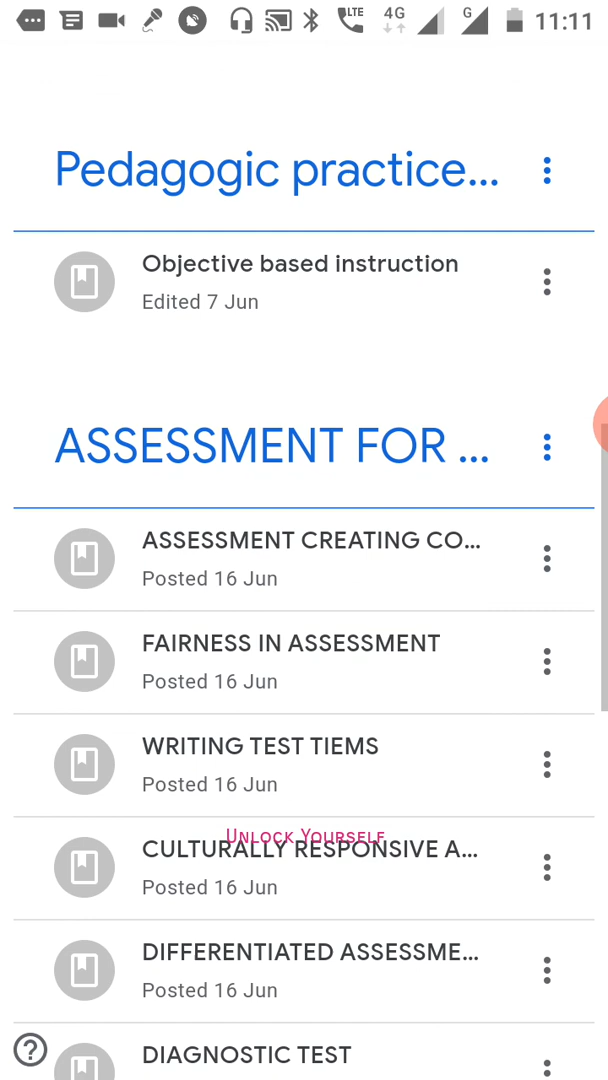 LTE 4G G 11:11
Pedagogic practice...
Objective based instruction
Edited 7 Jun
ASSESSMENT FOR ...
ASSESSMENT CREATING CO...
Posted 16 Jun
FAIRNESS IN ASSESSMENT
Posted 16 Jun
WRITING TEST TIEMS
Posted 16 Jun
Unlock Yourself
CULTURALLY RESPONSIVE A...
Posted 16 Jun
DIFFERENTIATED ASSESSME...
Posted 16 Jun
DIAGNOSTIC TEST